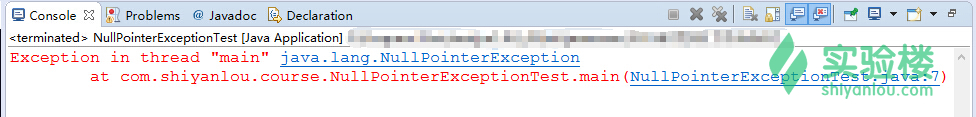 Console Problems @ Javadoc Declaration
<terminated> NullPointerExceptionTest [Java Application]
Exception in thread "main" java.lang.NullPointerException
at com.shiyanlou.course.NullPointerExceptionTest.main(NullPointerExceptionTest.java:7)
实验楼
shiyanlou.com